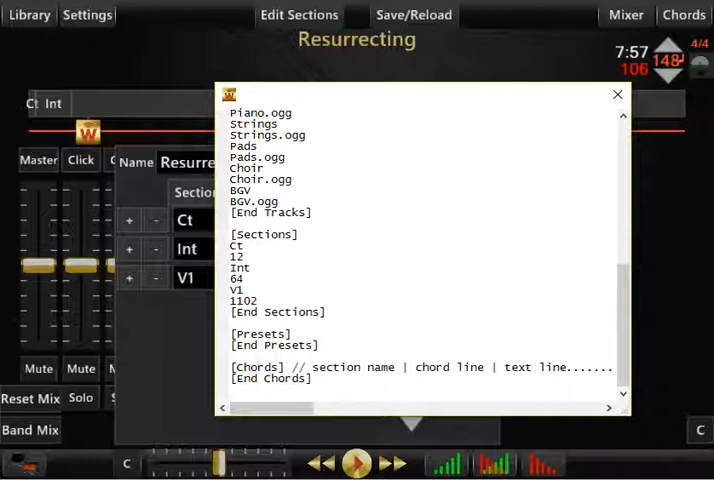 Library Settings Edit Sections Save/Reload Mixer Chords
Resurrecting
7:57 148 4/4
106
Ct Int
W
Master Click
Name Resurre
Sectio
+ - Ct
+ - Int
+ - V1
Piano.ogg
Strings
Strings.ogg
Pads
Pads.ogg
Choir
Choir.ogg
BGV
BGV.ogg
[End Tracks]
[Sections]
Ct
12
Int
64
V1
1102
[End Sections]
[Presets]
[End Presets]
[Chords] // section name | chord line | text line.......
[End Chords]
Mute Mute
Reset Mix Solo
Band Mix
C
C